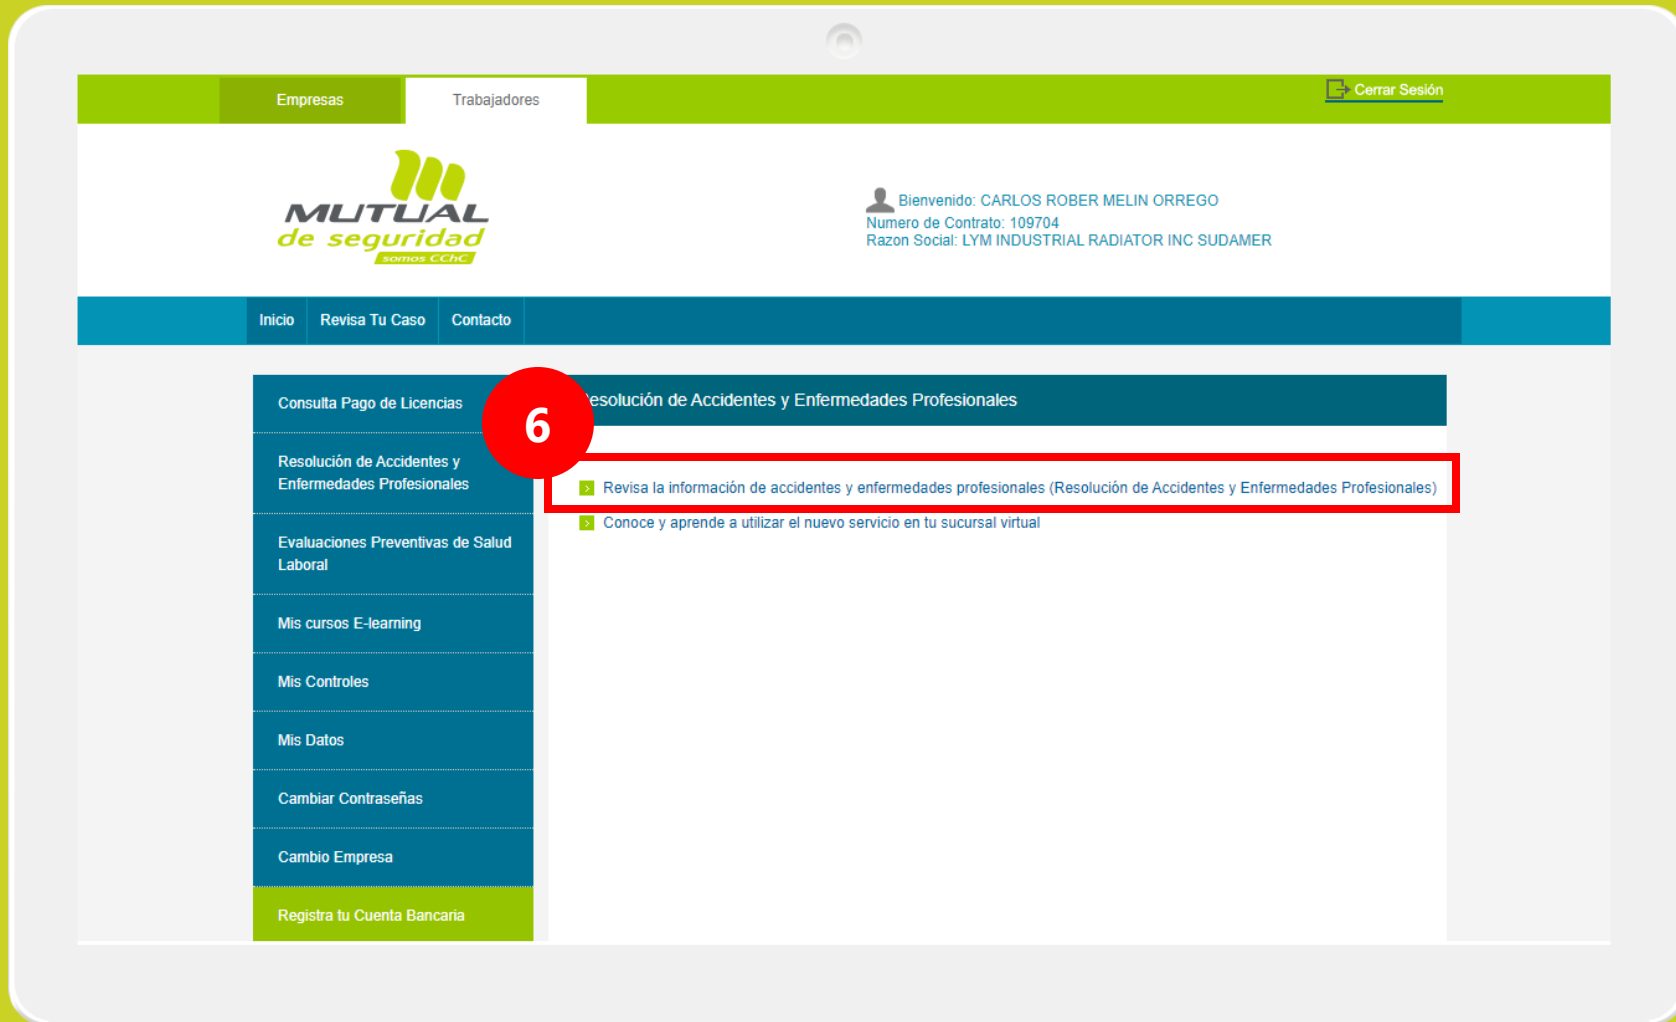 Empresas
Trabajadores
Cerrar Sesión
MUTUAL
de seguridad
somos CChC
Bienvenido: CARLOS ROBER MELIN ORREGO
Numero de Contrato: 109704
Razon Social: LYM INDUSTRIAL RADIATOR INC SUDAMER
Inicio
Revisa Tu Caso
Contacto
Consulta Pago de Licencias
Resolución de Accidentes y
Enfermedades Profesionales
Evaluaciones Preventivas de Salud
Laboral
Mis cursos E-learning
Mis Controles
Mis Datos
Cambiar Contraseñas
Cambio Empresa
Registra tu Cuenta Bancaria
6
esolución de Accidentes y Enfermedades Profesionales
Revisa la información de accidentes y enfermedades profesionales (Resolución de Accidentes y Enfermedades Profesionales)
Conoce y aprende a utilizar el nuevo servicio en tu sucursal virtual